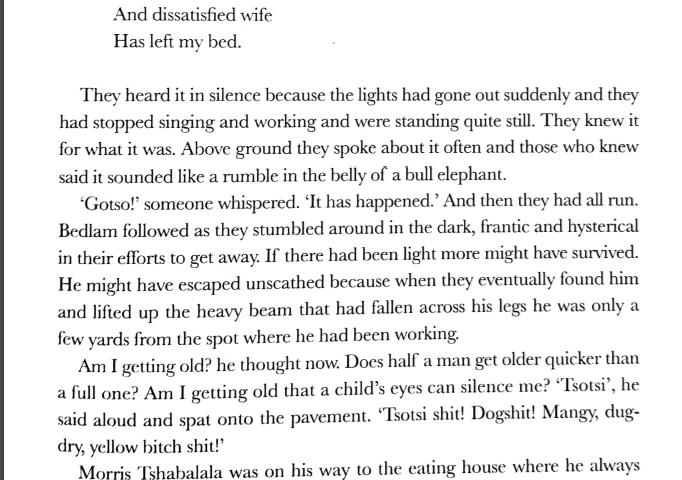 And dissatisfied wife
Has left my bed.
They heard it in silence because the lights had gone out suddenly and they
had stopped singing and working and were standing quite still. They knew it
for what it was. Above ground they spoke about it often and those who knew
said it sounded like a rumble in the belly of a bull elephant.
‘Gotso!’ someone whispered. ‘It has happened.’ And then they had all run.
Bedlam followed as they stumbled around in the dark, frantic and hysterical
in their efforts to get away. If there had been light more might have survived.
He might have escaped unscathed because when they eventually found him
and lifted up the heavy beam that had fallen across his legs he was only a
few yards from the spot where he had been working.
Am I getting old? he thought now. Does half a man get older quicker than
a full one? Am I getting old that a child’s eyes can silence me? ‘Tsotsi’, he
said aloud and spat onto the pavement. ‘Tsotsi shit! Dogshit! Mangy, dug-
dry, yellow bitch shit!’
Morris Tshabalala was on his way to the eating house where he always